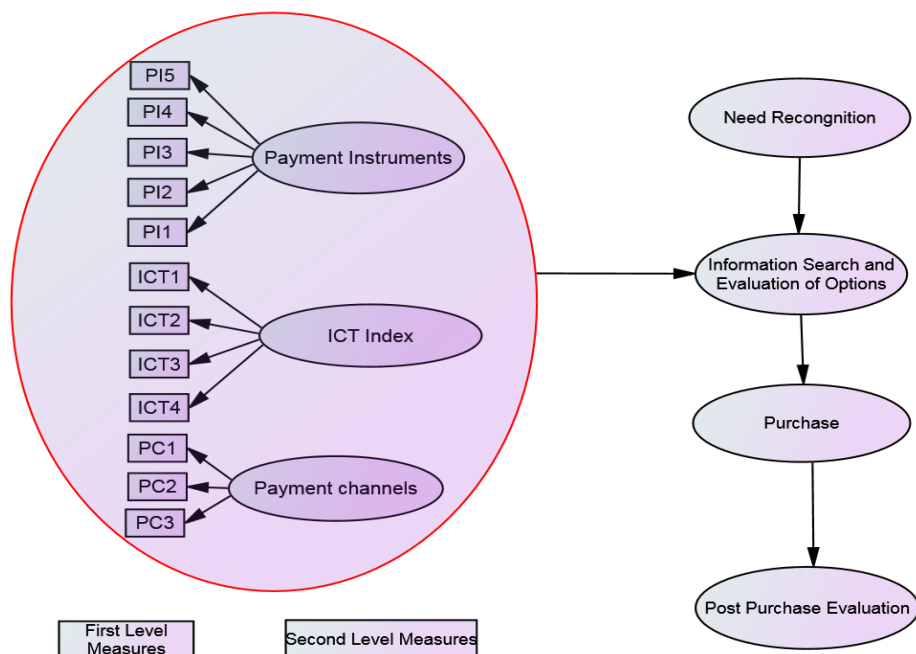 PI5
PI4
PI3
PI2
PI1
Payment Instruments
ICT1
ICT2
ICT3
ICT4
ICT Index
PC1
PC2
PC3
Payment channels
Need Recongnition
Information Search and
Evaluation of Options
Purchase
Post Purchase Evaluation
First Level
Measures
Second Level Measures